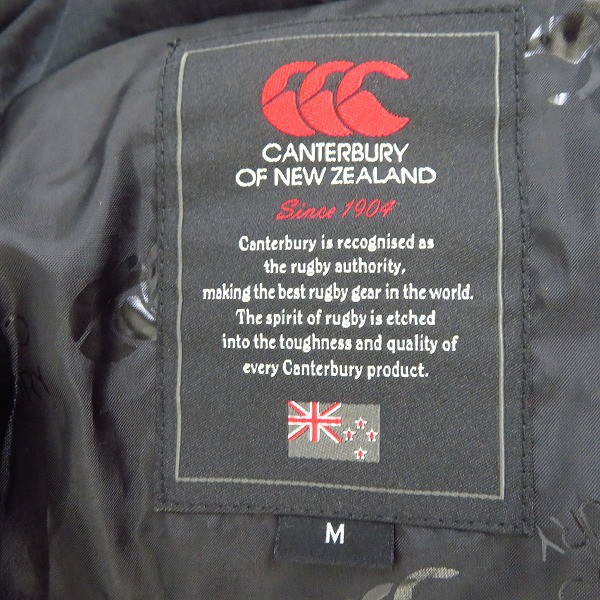 CANTERBURY
OF NEW ZEALAND
Since 1904
Canterbury is recognised as
the rugby authority,
making the best rugby gear in the world.
The spirit of rugby is etched
into the toughness and quality of
every Canterbury product.
M